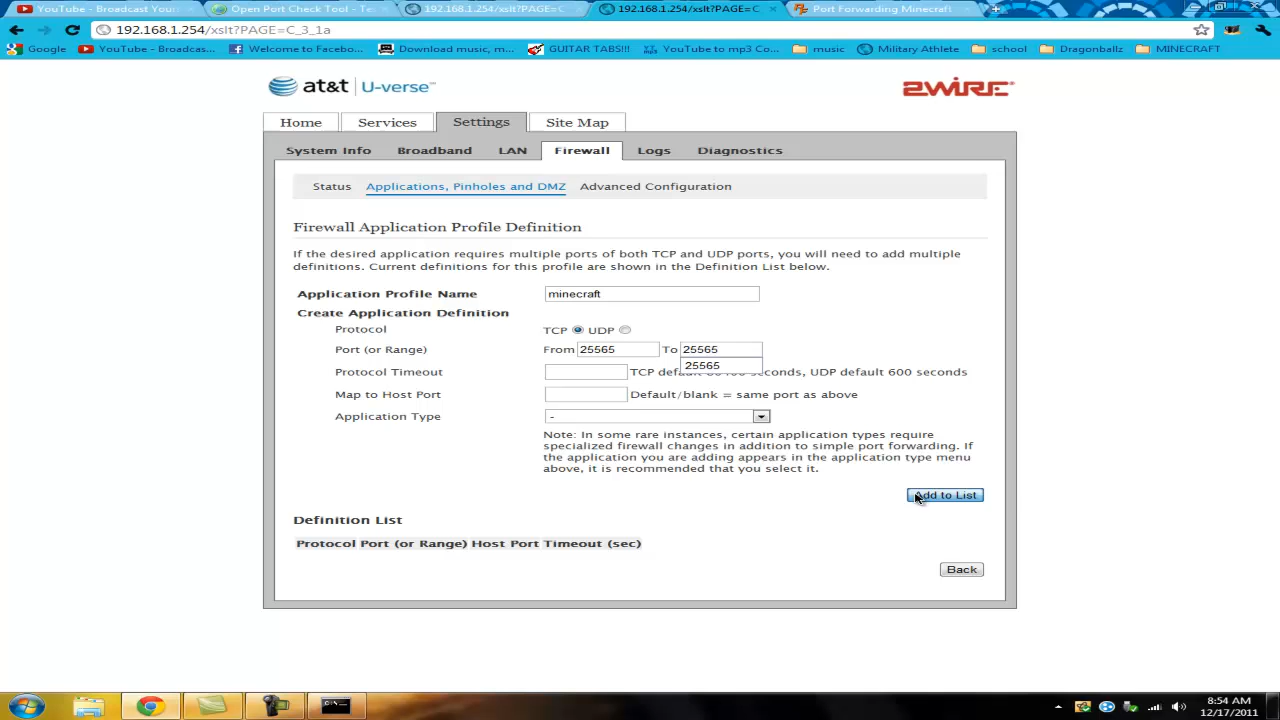 YouTube - Broadcast Your
Open Port Check Tool - Tes
192.168.1.254/xslt?PAGE=C
192.168.1.254/xslt?PAGE=C
Port Forwarding Minecraft
192.168.1.254/xslt?PAGE=C_3_1a
Google
YouTube - Broadcas...
Welcome to Facebo...
Download music, m...
GUITAR TABS!!!
YouTube to mp3 Co...
music
Military Athlete
school
Dragonballz
MINECRAFT
at&t U-verse
2WIRE
Home
Services
Settings
Site Map
System Info
Broadband
LAN
Firewall
Logs
Diagnostics
Status
Applications, Pinholes and DMZ
Advanced Configuration
Firewall Application Profile Definition
If the desired application requires multiple ports of both TCP and UDP ports, you will need to add multiple
definitions. Current definitions for this profile are shown in the Definition List below.
Application Profile Name minecraft
Create Application Definition
Protocol TCP UDP
Port (or Range) From 25565 To 25565
25565
Protocol Timeout TCP default seconds, UDP default 600 seconds
Map to Host Port Default/blank = same port as above
Application Type -
Note: In some rare instances, certain application types require
specialized firewall changes in addition to simple port forwarding. If
the application you are adding appears in the application type menu
above, it is recommended that you select it.
Add to List
Definition List
Protocol Port (or Range) Host Port Timeout (sec)
Back
8:54 AM
12/17/2011